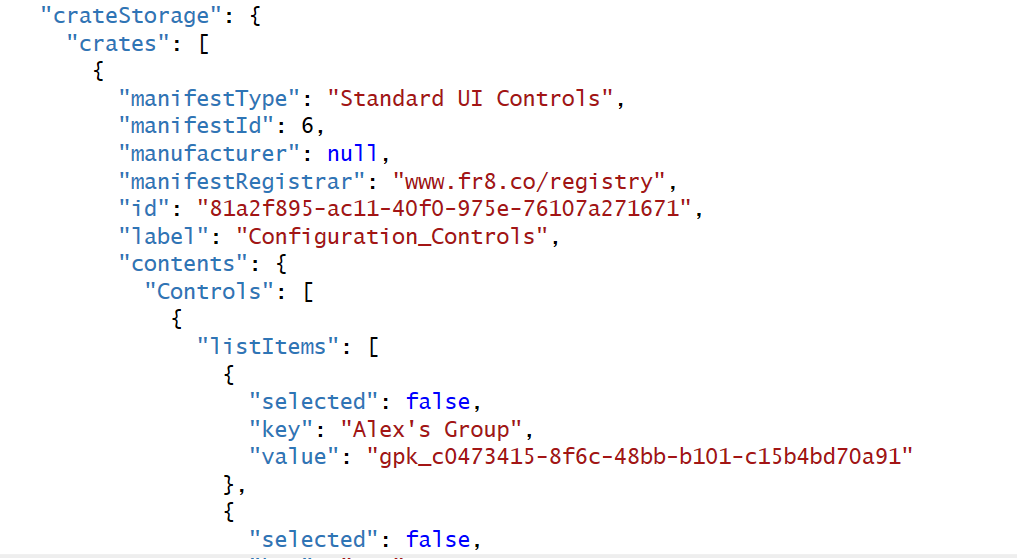 "crateStorage": {
"crates": [
{
"manifestType": "Standard UI Controls",
"manifestId": 6,
"manufacturer": null,
"manifestRegistrar": "www.fr8.co/registry",
"id": "81a2f895-ac11-40f0-975e-76107a271671",
"label": "Configuration_Controls",
"contents": {
"Controls": [
{
"listItems": [
{
"selected": false,
"key": "Alex's Group",
"value": "gpk_c0473415-8f6c-48bb-b101-c15b4bd70a91"
},
{
"selected": false,